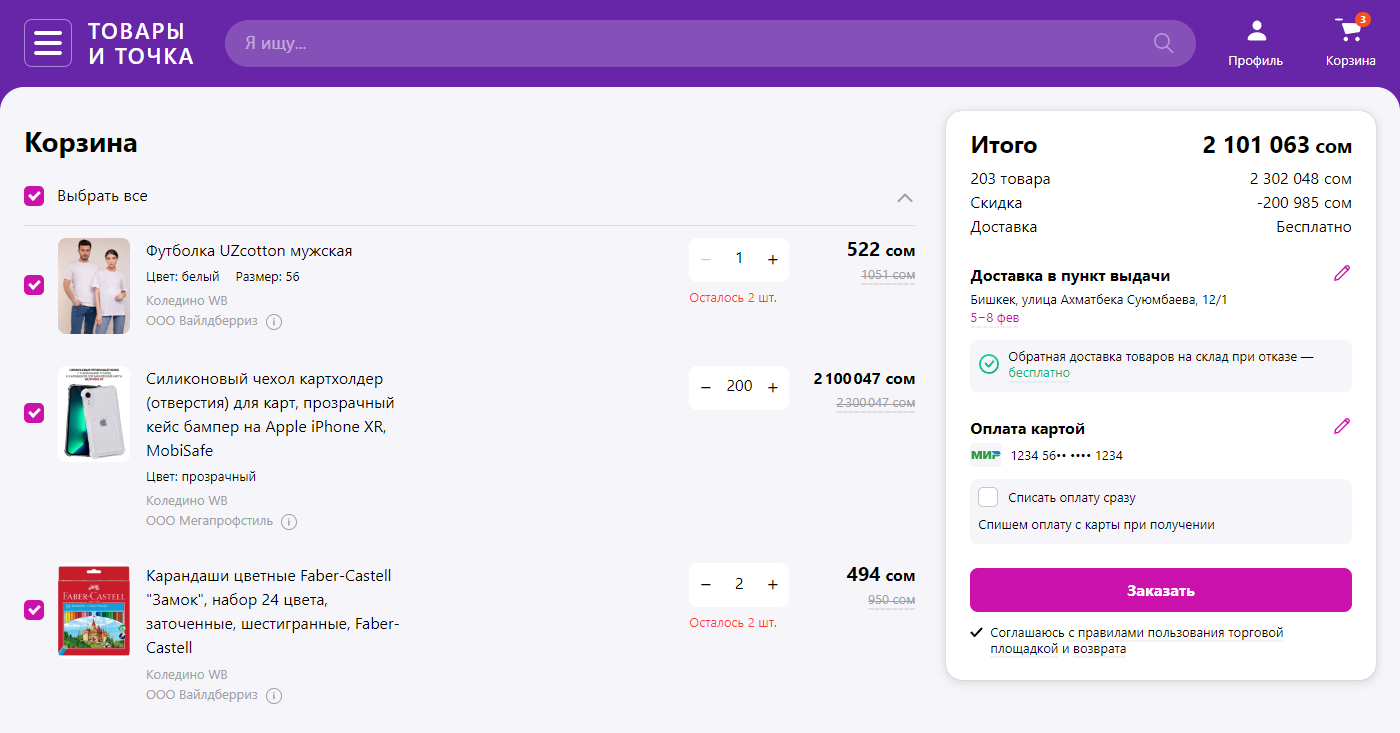 ТОВАРЫ
И ТОЧКА
Я ищу...
Профиль
3
Корзина
Корзина
Выбрать все
Футболка UZcotton мужская
Цвет: белый Размер: 56
Коледино WB
ООО Вайлдберриз
− 1 +
Осталось 2 шт.
522 сом
1051 сом
Силиконовый чехол картхолдер
(отверстия) для карт, прозрачный
кейс бампер на Apple iPhone XR,
MobiSafe
Цвет: прозрачный
Коледино WB
ООО Мегапрофстиль
− 200 +
2 100 047 сом
2 300 047 сом
FABER-CASTELL
Карандаши цветные Faber-Castell
"Замок", набор 24 цвета,
заточенные, шестигранные, Faber-
Castell
Коледино WB
ООО Вайлдберриз
− 2 +
Осталось 2 шт.
494 сом
950 сом
Итого 2 101 063 сом
203 товара 2 302 048 сом
Скидка -200 985 сом
Доставка Бесплатно
Доставка в пункт выдачи
Бишкек, улица Ахматбека Суюмбаева, 12/1
5–8 фев
Обратная доставка товаров на склад при отказе —
бесплатно
Оплата картой
МИР 1234 56•• •••• 1234
Списать оплату сразу
Спишем оплату с карты при получении
Заказать
Соглашаюсь с правилами пользования торговой
площадкой и возврата